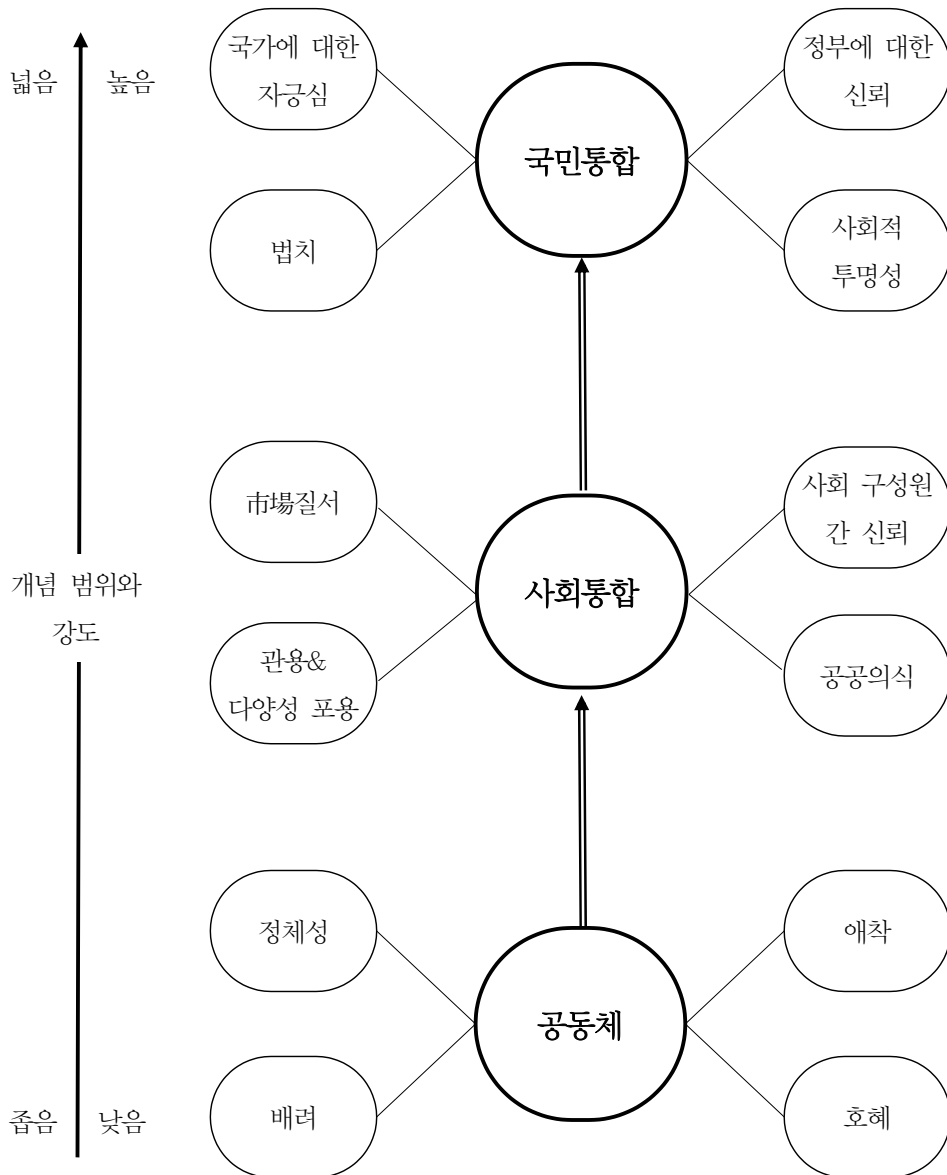 넓음 높음
국가에 대한
자긍심
국민통합
정부에 대한
신뢰
법치
사회적
투명성
市場질서
사회 구성원
간 신뢰
개념 범위와
강도
사회통합
관용&
다양성 포용
공공의식
정체성
애착
공동체
좁음 낮음
배려
호혜